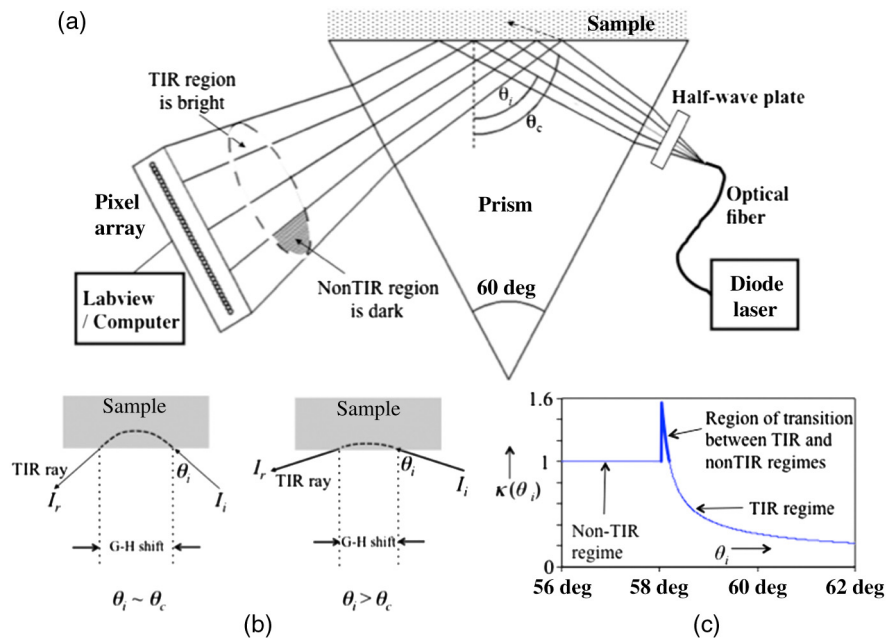 (a)
Sample
TIR region
is bright
θi
θc
Half-wave plate
Pixel
array
Prism
Optical
fiber
NonTIR region
is dark
60 deg
Diode
laser
Labview
/ Computer
Sample
Sample
TIR ray
θi
Ir
Ii
G-H shift
θi ~ θc
Ir
TIR ray
θi
Ii
G-H shift
θi > θc
(b)
1.6
1
0
κ(θi)
Region of transition
between TIR and
nonTIR regimes
TIR regime
Non-TIR
regime
θi
56 deg
58 deg
60 deg
62 deg
(c)